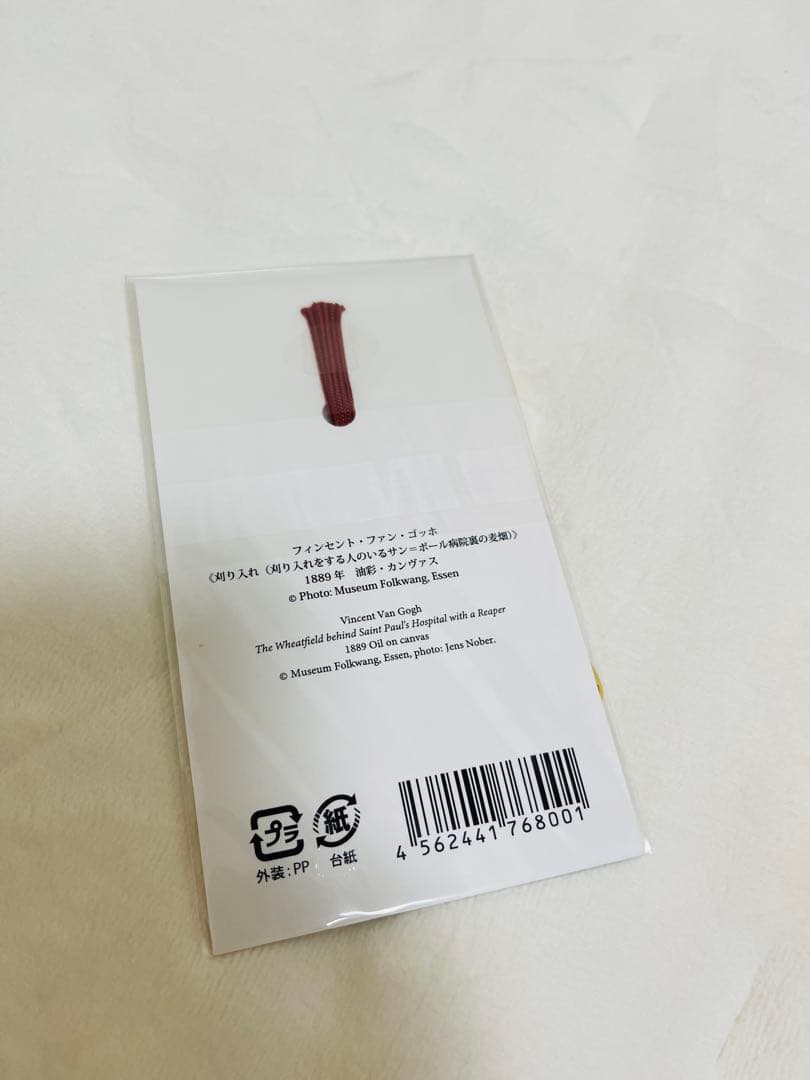 フィンセント・ファン・ゴッホ
《刈り入れ（刈り入れをする人のいるサン＝ポール病院裏の麦畑）》
1889年　油彩・カンヴァス
© Photo: Museum Folkwang, Essen
Vincent Van Gogh
The Wheatfield behind Saint Paul's Hospital with a Reaper
1889 Oil on canvas
© Museum Folkwang, Essen, photo: Jens Nober.
プラ
紙
外装：PP
台紙
4 562441 768001